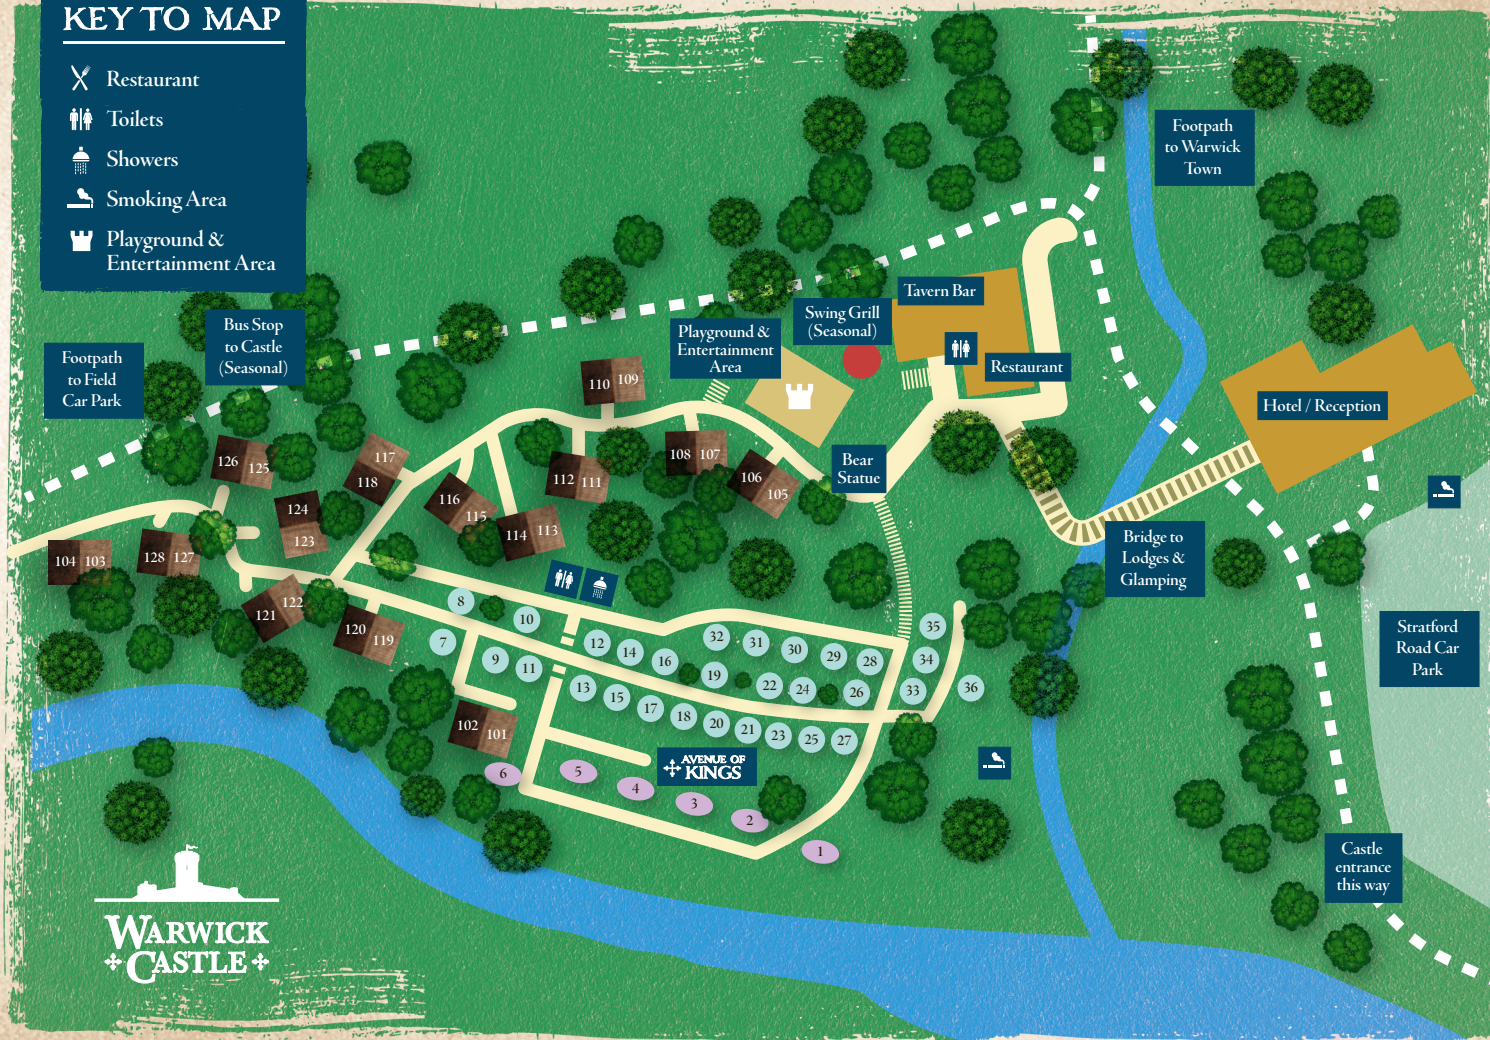 KEY TO MAP
Restaurant
Toilets
Showers
Smoking Area
Playground &
Entertainment Area
Footpath
to Warwick
Town
Tavern Bar
Swing Grill
(Seasonal)
Playground &
Entertainment
Area
Restaurant
Bus Stop
to Castle
(Seasonal)
Footpath
to Field
Car Park
Hotel / Reception
Bear
Statue
Bridge to
Lodges &
Glamping
Stratford
Road Car
Park
Castle
entrance
this way
110 109
117
118
126 125
108 107
106
105
112 111
116
115
114 113
124
123
104 103
128 127
122
121
120
119
102
101
8
10
7
9
11
12
14
16
32
31
30
29
28
35
34
33
36
19
22
24
26
13
15
17
18
20
21
23
25
27
AVENUE OF
KINGS
6
5
4
3
2
1
WARWICK
CASTLE